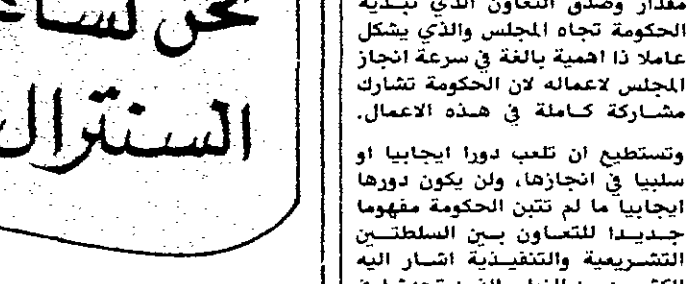 مقدار وصدق التعاون الذي تبديه
الحكومة تجاه المجلس والذي يشكل
عاملا ذا اهمية بالغة في سرعة انجاز
المجلس لاعماله لان الحكومة تشارك
مشاركة كاملة في هذه الاعمال.
وتستطيع ان تلعب دورا ايجابيا او
سلبيا في انجازها، ولن يكون دورها
ايجابيا ما لم تتبن الحكومة مفهوما
جديدا للتعاون بين السلطتين
التشريعية والتنفيذية اشار اليه
نحن
السنترال